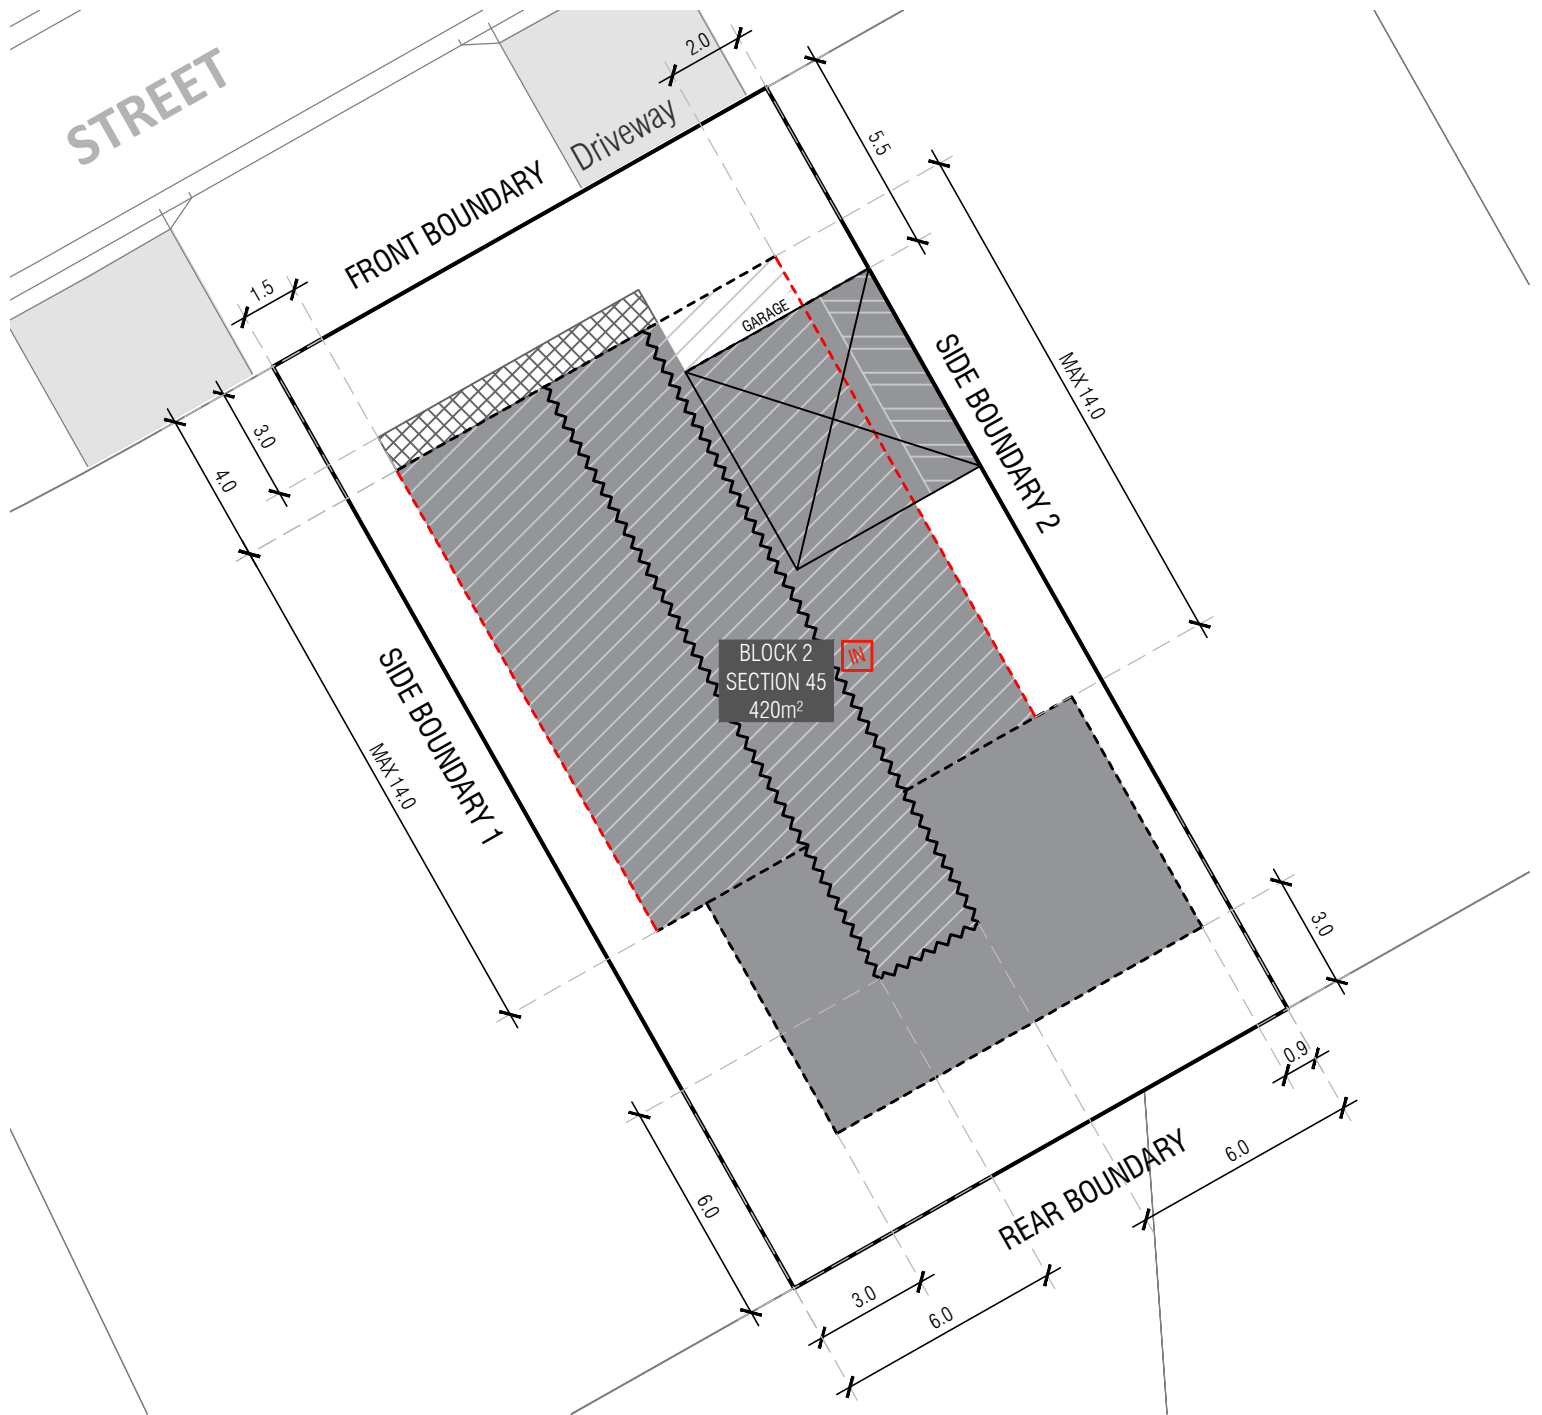 STREET
2.0
Driveway
5.5
FRONT BOUNDARY
1.5
GARAGE
SIDE BOUNDARY 2
MAX 14.0
3.0
4.0
BLOCK 2
SECTION 45
420m²
IN
SIDE BOUNDARY 1
MAX 14.0
3.0
0.9
6.0
REAR BOUNDARY
6.0
3.0
6.0